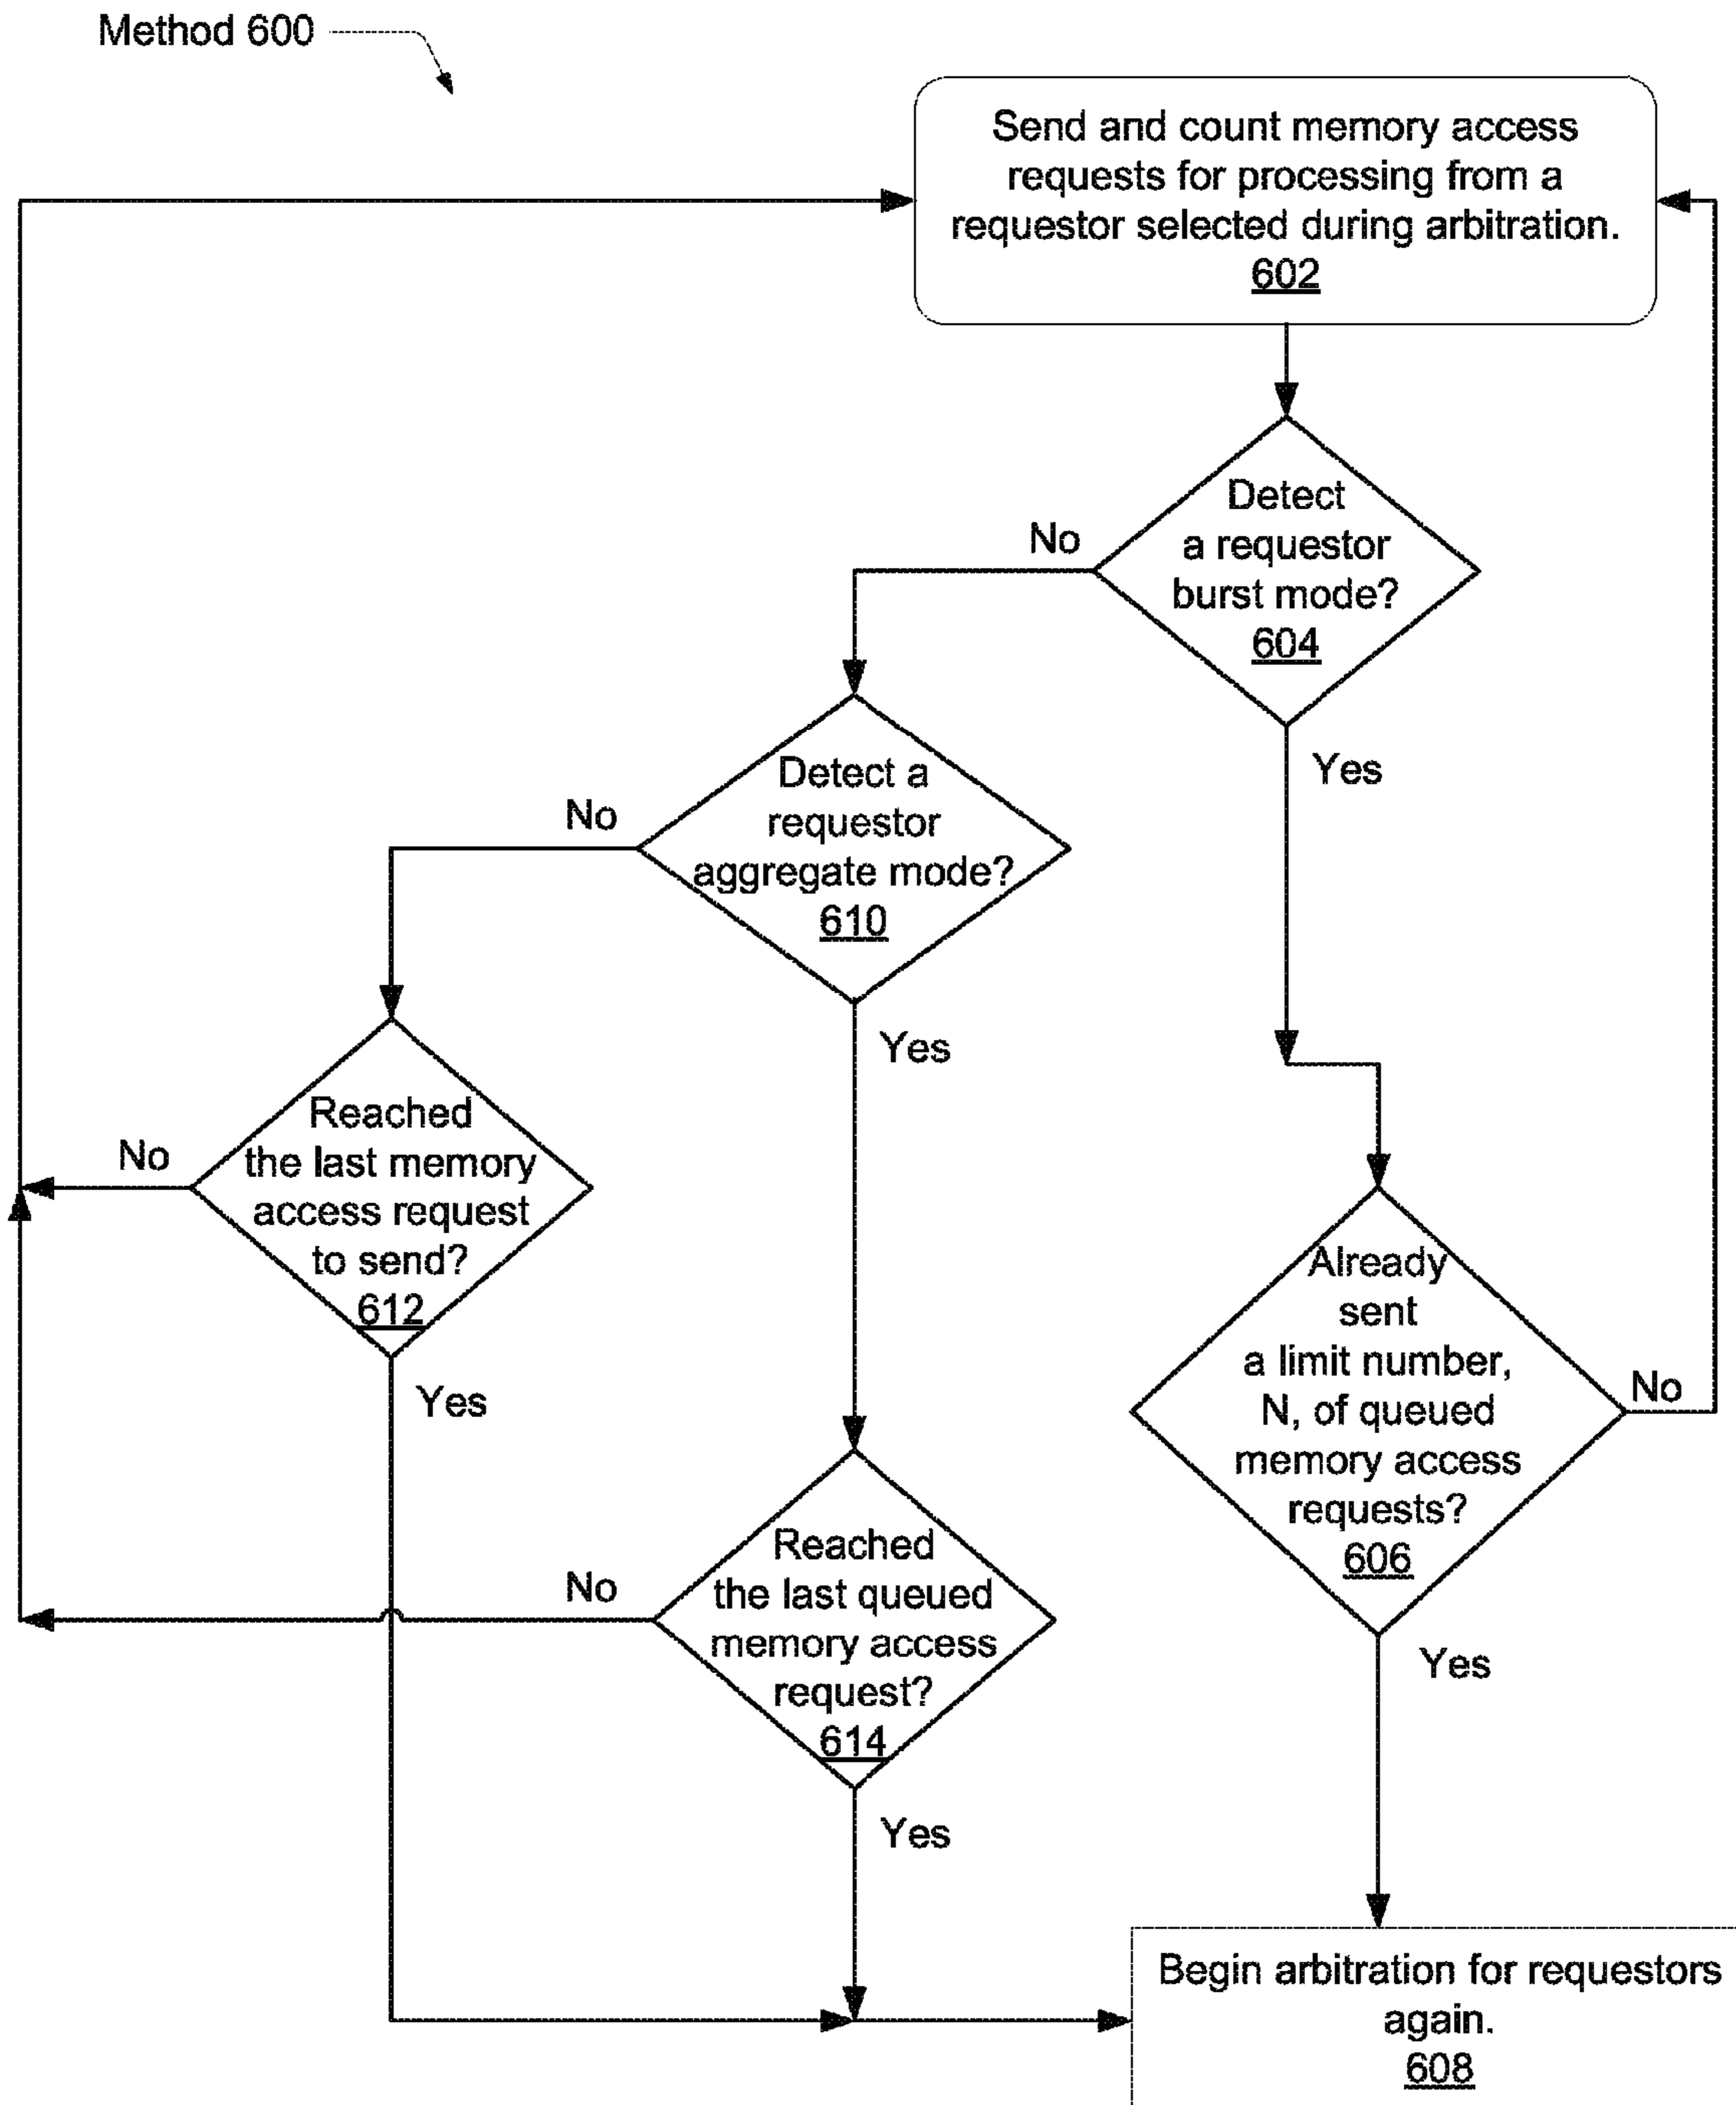 Method 600
Send and count memory access
requests for processing from a
requestor selected during arbitration.
602
Detect
a requestor
burst mode?
604
No
Yes
Detect a
requestor
aggregate mode?
610
No
Yes
Reached
the last memory
access request
to send?
612
No
Yes
Already
sent
a limit number,
N, of queued
memory access
requests?
606
No
Yes
Reached
the last queued
memory access
request?
614
No
Yes
Begin arbitration for requestors
again.
608